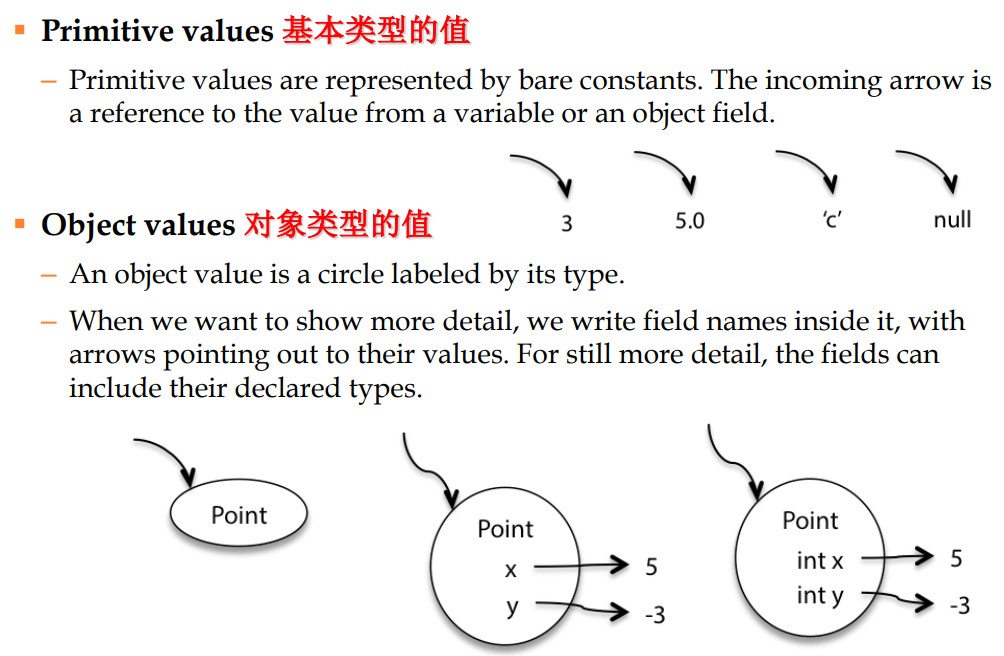 ▪ Primitive values 基本类型的值
– Primitive values are represented by bare constants. The incoming arrow is
a reference to the value from a variable or an object field.
3 5.0 ‘c’ null
▪ Object values 对象类型的值
– An object value is a circle labeled by its type.
– When we want to show more detail, we write field names inside it, with
arrows pointing out to their values. For still more detail, the fields can
include their declared types.
Point
Point
x 5
y -3
Point
int x 5
int y -3